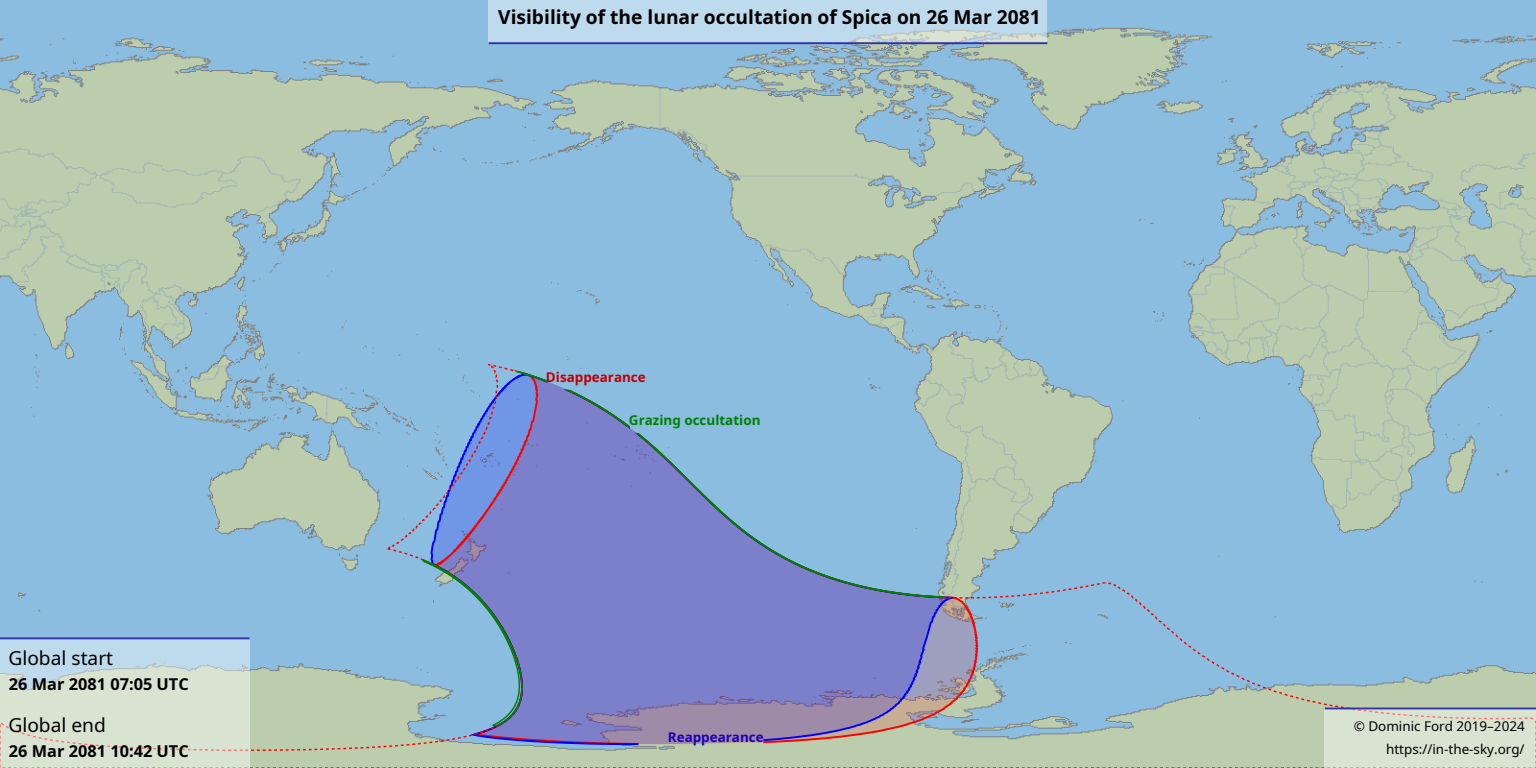 Visibility of the lunar occultation of Spica on 26 Mar 2081
Disappearance
Grazing occultation
Reappearance
Global start
26 Mar 2081 07:05 UTC
Global end
26 Mar 2081 10:42 UTC
© Dominic Ford 2019–2024
https://in-the-sky.org/